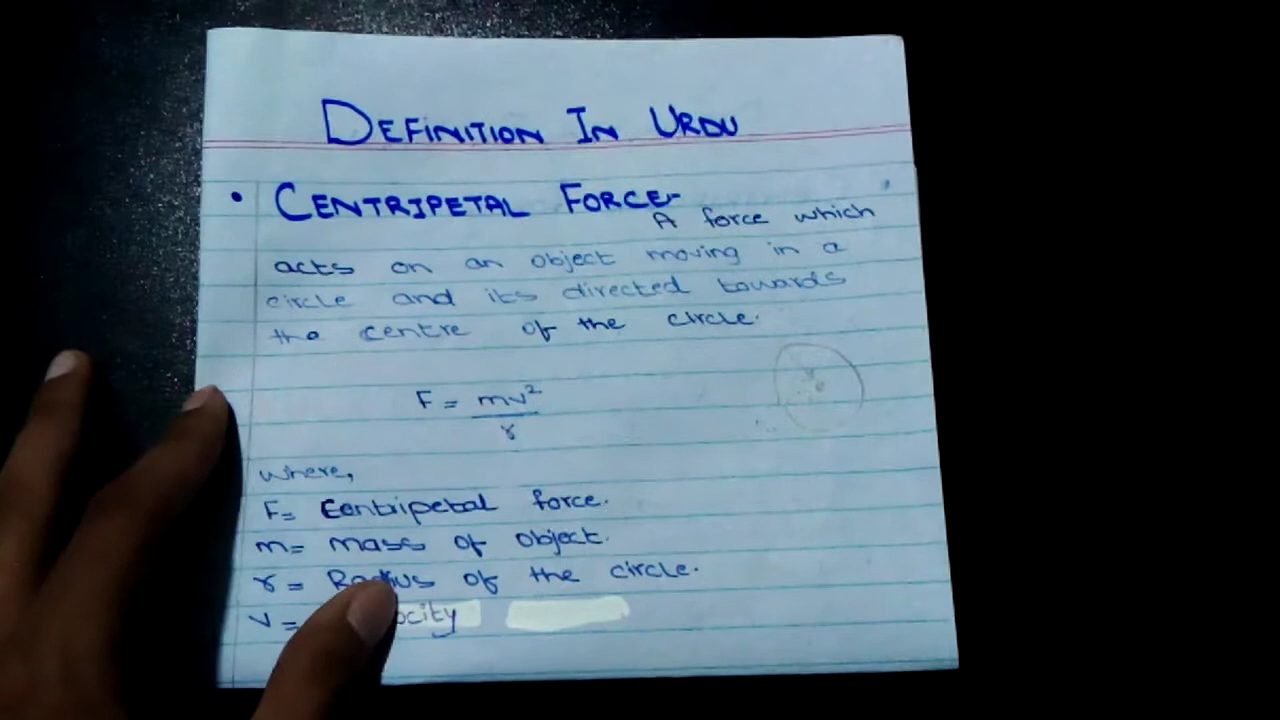 DEFINITION IN URDU
• CENTRIPETAL FORCE-
A force which
acts on an object moving in a
circle and its directed towards
the centre of the circle.
F = mv²
r
where,
F= Centripetal force.
m= mass of object.
r = Radius of the circle.
v =